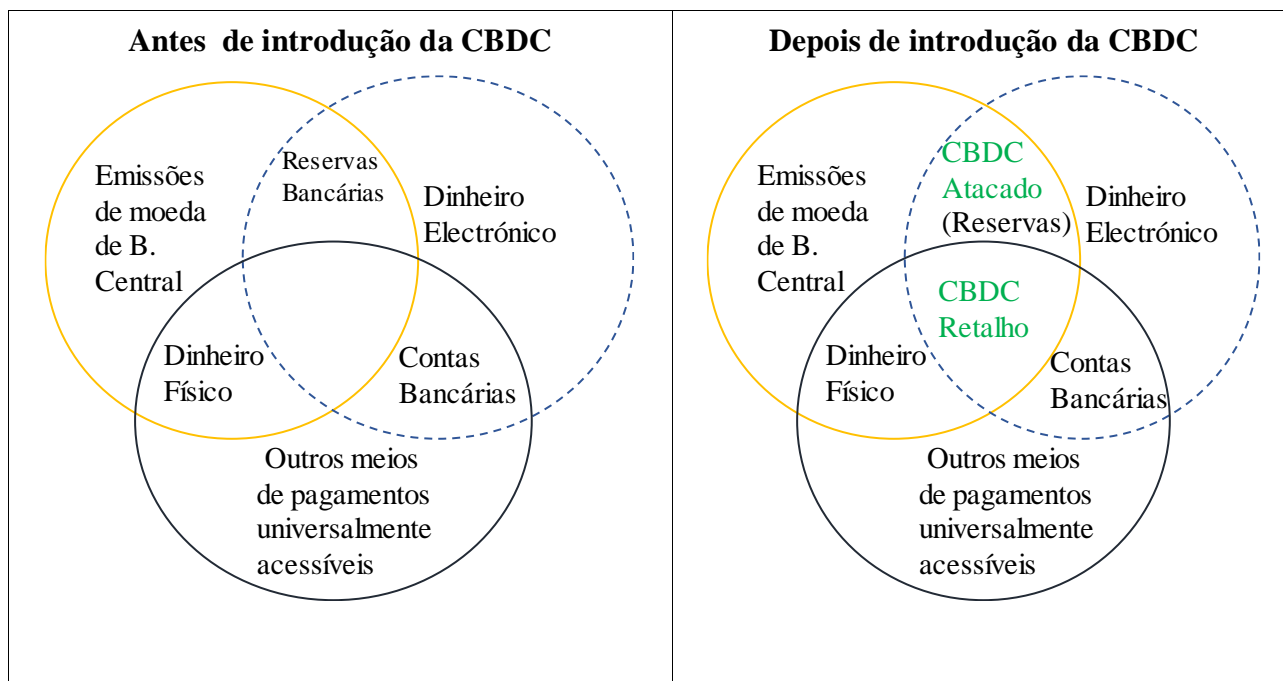 Antes de introdução da CBDC
Reservas
Bancárias
Emissões
de moeda
de B.
Central
Dinheiro
Electrónico
Dinheiro
Físico
Contas
Bancárias
Outros meios
de pagamentos
universalmente
acessíveis
Depois de introdução da CBDC
CBDC
Atacado
(Reservas)
Emissões
de moeda
de B.
Central
Dinheiro
Electrónico
CBDC
Retalho
Dinheiro
Físico
Contas
Bancárias
Outros meios
de pagamentos
universalmente
acessíveis